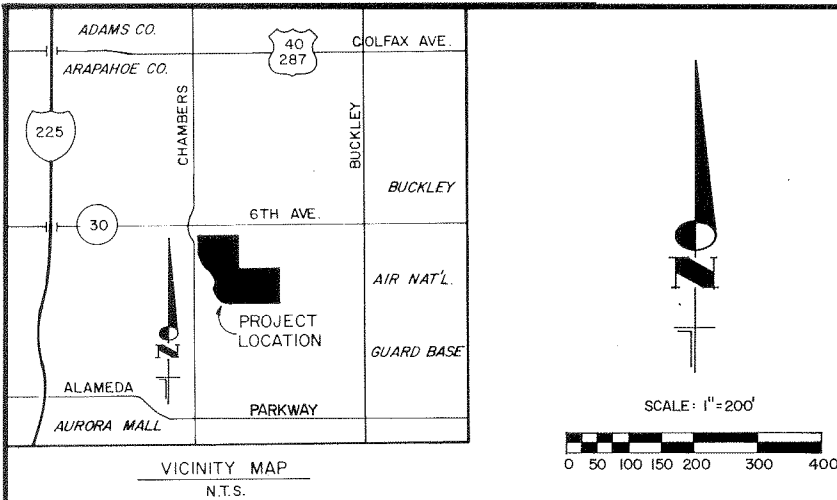 ADAMS CO.
ARAPAHOE CO.
40
287
COLFAX AVE.
225
CHAMBERS
BUCKLEY
BUCKLEY
30
6TH AVE.
AIR NAT'L.
GUARD BASE
N
PROJECT
LOCATION
ALAMEDA
PARKWAY
AURORA MALL
VICINITY MAP
N.T.S.
N
SCALE: 1"=200'
0 50 100 150 200 300 400